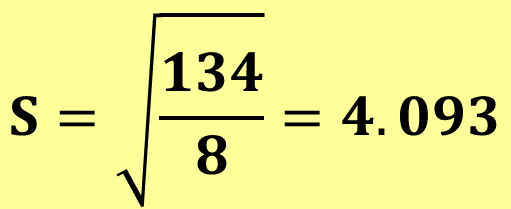 S = √(134/8) = 4.093